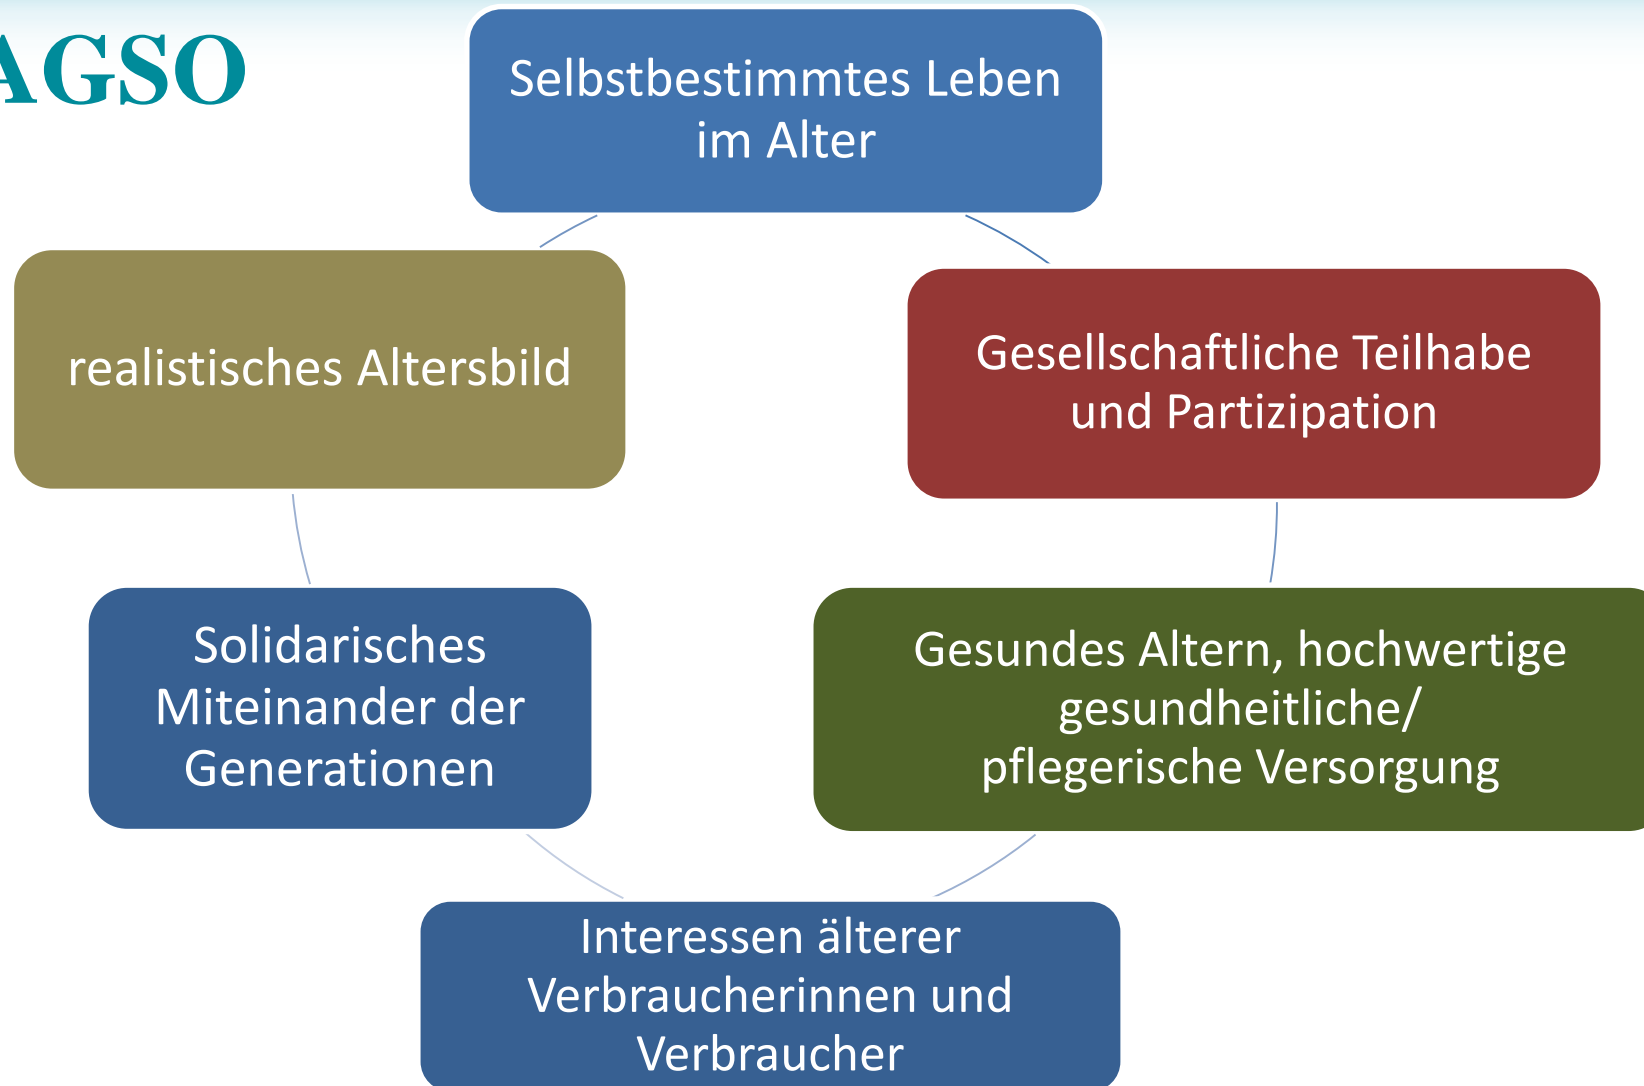 AGSO
Selbstbestimmtes Leben
im Alter
realistisches Altersbild
Gesellschaftliche Teilhabe
und Partizipation
Solidarisches
Miteinander der
Generationen
Gesundes Altern, hochwertige
gesundheitliche/
pflegerische Versorgung
Interessen älterer
Verbraucherinnen und
Verbraucher